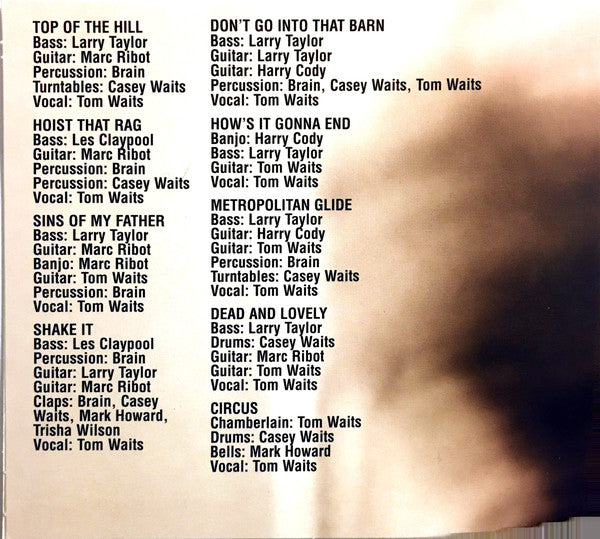 TOP OF THE HILL
Bass: Larry Taylor
Guitar: Marc Ribot
Percussion: Brain
Turntables: Casey Waits
Vocal: Tom Waits
HOIST THAT RAG
Bass: Les Claypool
Guitar: Marc Ribot
Percussion: Brain
Percussion: Casey Waits
Vocal: Tom Waits
SINS OF MY FATHER
Bass: Larry Taylor
Guitar: Marc Ribot
Banjo: Marc Ribot
Guitar: Tom Waits
Percussion: Brain
Vocal: Tom Waits
SHAKE IT
Bass: Les Claypool
Percussion: Brain
Guitar: Larry Taylor
Guitar: Marc Ribot
Claps: Brain, Casey
Waits, Mark Howard,
Trisha Wilson
Vocal: Tom Waits
DON'T GO INTO THAT BARN
Bass: Larry Taylor
Guitar: Larry Taylor
Guitar: Harry Cody
Percussion: Brain, Casey Waits, Tom Waits
Vocal: Tom Waits
HOW'S IT GONNA END
Banjo: Harry Cody
Bass: Larry Taylor
Guitar: Tom Waits
Vocal: Tom Waits
METROPOLITAN GLIDE
Bass: Larry Taylor
Guitar: Harry Cody
Guitar: Tom Waits
Percussion: Brain
Turntables: Casey Waits
Vocal: Tom Waits
DEAD AND LOVELY
Bass: Larry Taylor
Drums: Casey Waits
Guitar: Marc Ribot
Guitar: Tom Waits
Vocal: Tom Waits
CIRCUS
Chamberlain: Tom Waits
Drums: Casey Waits
Bells: Mark Howard
Vocal: Tom Waits